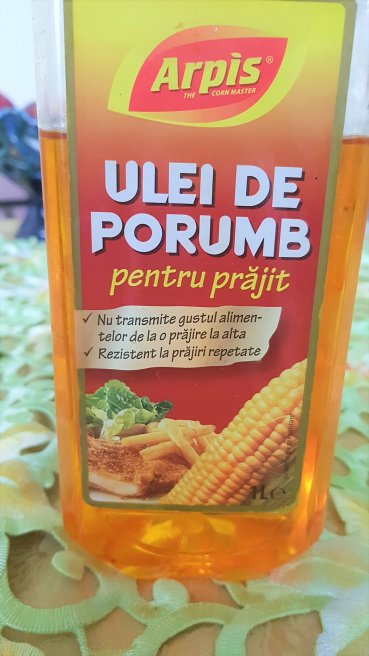 Arpìs®
THE CORN MASTER
ULEI DE
PORUMB
pentru prăjit
✓ Nu transmite gustul alimen-
telor de la o prăjire la alta
✓ Rezistent la prăjiri repetate
1L℮